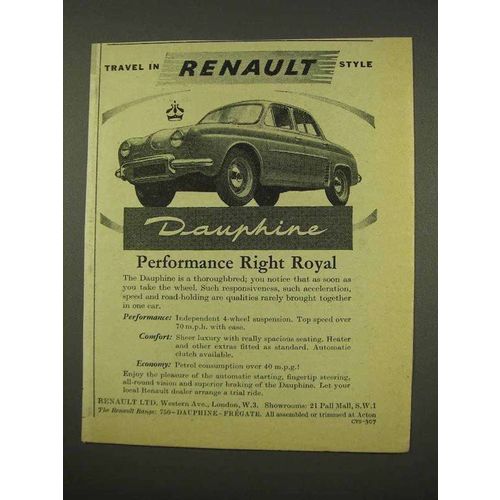 TRAVEL IN RENAULT STYLE
Dauphine
Performance Right Royal
The Dauphine is a thoroughbred; you notice that as soon as
you take the wheel. Such responsiveness, such acceleration,
speed and road-holding are qualities rarely brought together
in one car.
Performance: Independent 4-wheel suspension. Top speed over
70 m.p.h. with ease.
Comfort: Sheer luxury with really spacious seating. Heater
and other extras fitted as standard. Automatic
clutch available.
Economy: Petrol consumption over 40 m.p.g.!
Enjoy the pleasure of the automatic starting, fingertip steering,
all-round vision and superior braking of the Dauphine. Let your
local Renault dealer arrange a trial ride.
RENAULT LTD. Western Ave., London, W.3. Showrooms: 21 Pall Mall, S.W.1
The Renault Range: 750-DAUPHINE-FRÉGATE. All assembled or trimmed at Acton
CVS-307